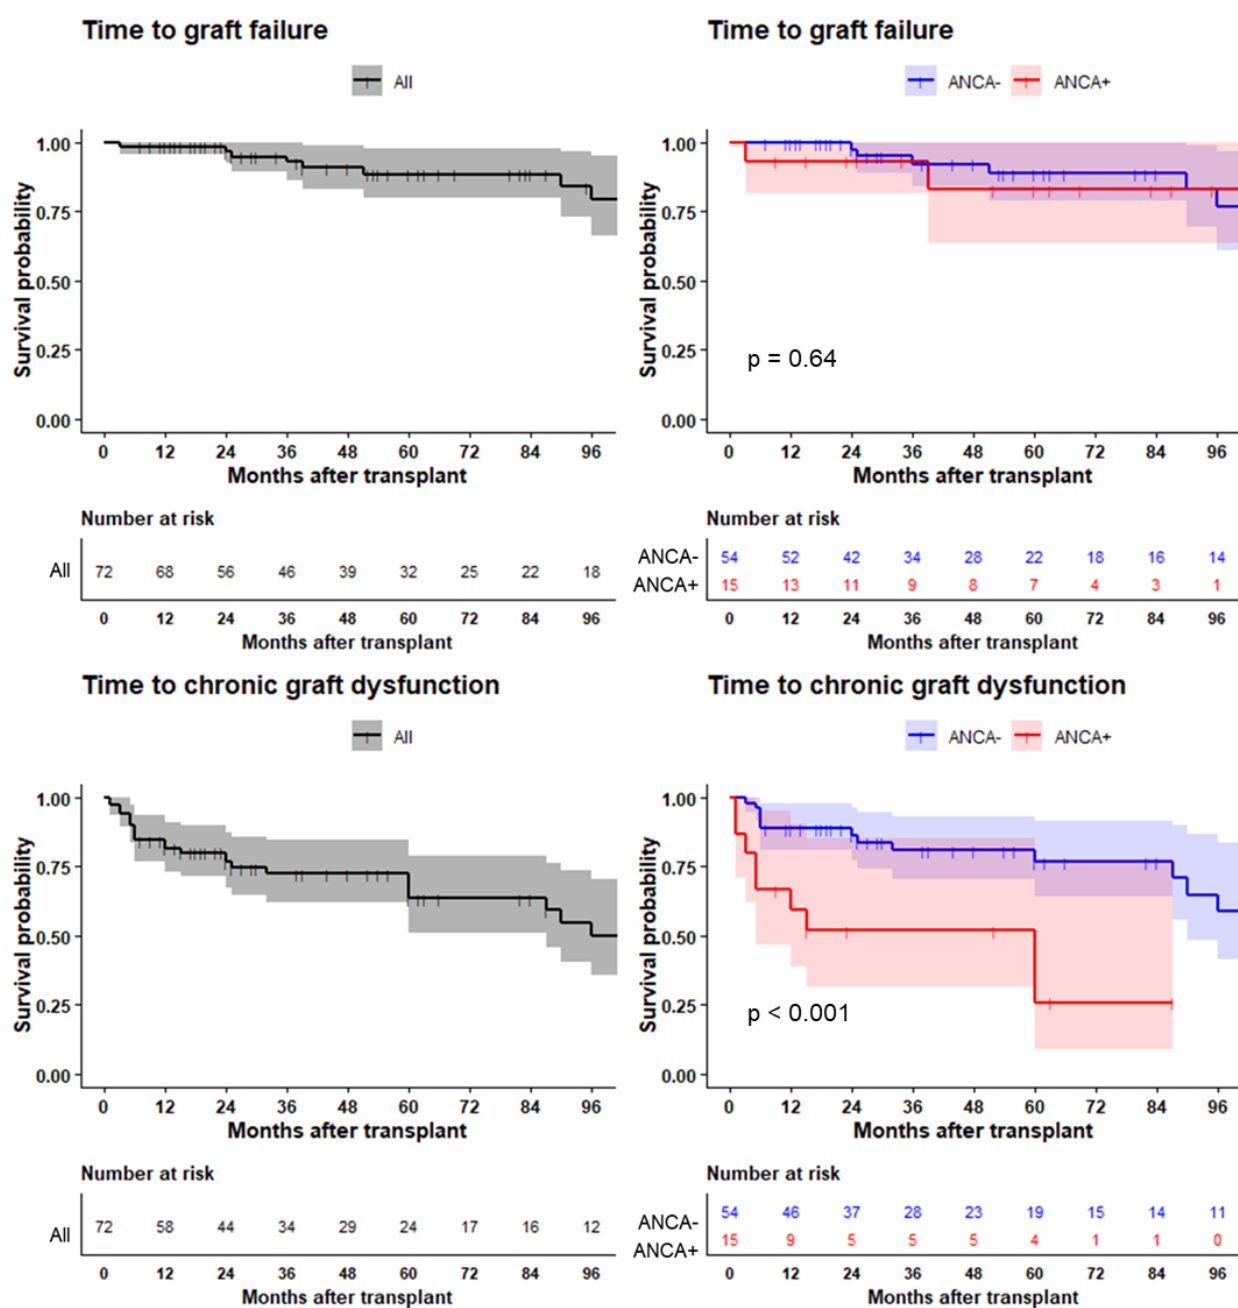 Time to graft failure
All
Survival probability
1.00
0.75
0.50
0.25
0.00
0 12 24 36 48 60 72 84 96
Months after transplant
Number at risk
All 72 68 56 46 39 32 25 22 18
0 12 24 36 48 60 72 84 96
Months after transplant
Time to graft failure
ANCA- ANCA+
Survival probability
1.00
0.75
0.50
0.25
0.00
p = 0.64
0 12 24 36 48 60 72 84 96
Months after transplant
Number at risk
ANCA- 54 52 42 34 28 22 18 16 14
ANCA+ 15 13 11 9 8 7 4 3 1
0 12 24 36 48 60 72 84 96
Months after transplant
Time to chronic graft dysfunction
All
Survival probability
1.00
0.75
0.50
0.25
0.00
0 12 24 36 48 60 72 84 96
Months after transplant
Number at risk
All 72 58 44 34 29 24 17 16 12
0 12 24 36 48 60 72 84 96
Months after transplant
Time to chronic graft dysfunction
ANCA- ANCA+
Survival probability
1.00
0.75
0.50
0.25
0.00
p < 0.001
0 12 24 36 48 60 72 84 96
Months after transplant
Number at risk
ANCA- 54 46 37 28 23 19 15 14 11
ANCA+ 15 9 5 5 5 4 1 1 0
0 12 24 36 48 60 72 84 96
Months after transplant